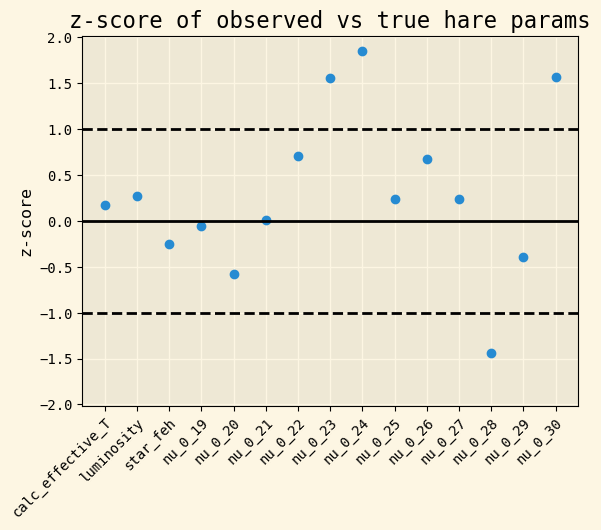 z-score of observed vs true hare params
2.0
1.5
1.0
0.5
0.0
−0.5
−1.0
−1.5
−2.0
z-score
calc_effective_T
luminosity
star_feh
nu_0_19
nu_0_20
nu_0_21
nu_0_22
nu_0_23
nu_0_24
nu_0_25
nu_0_26
nu_0_27
nu_0_28
nu_0_29
nu_0_30